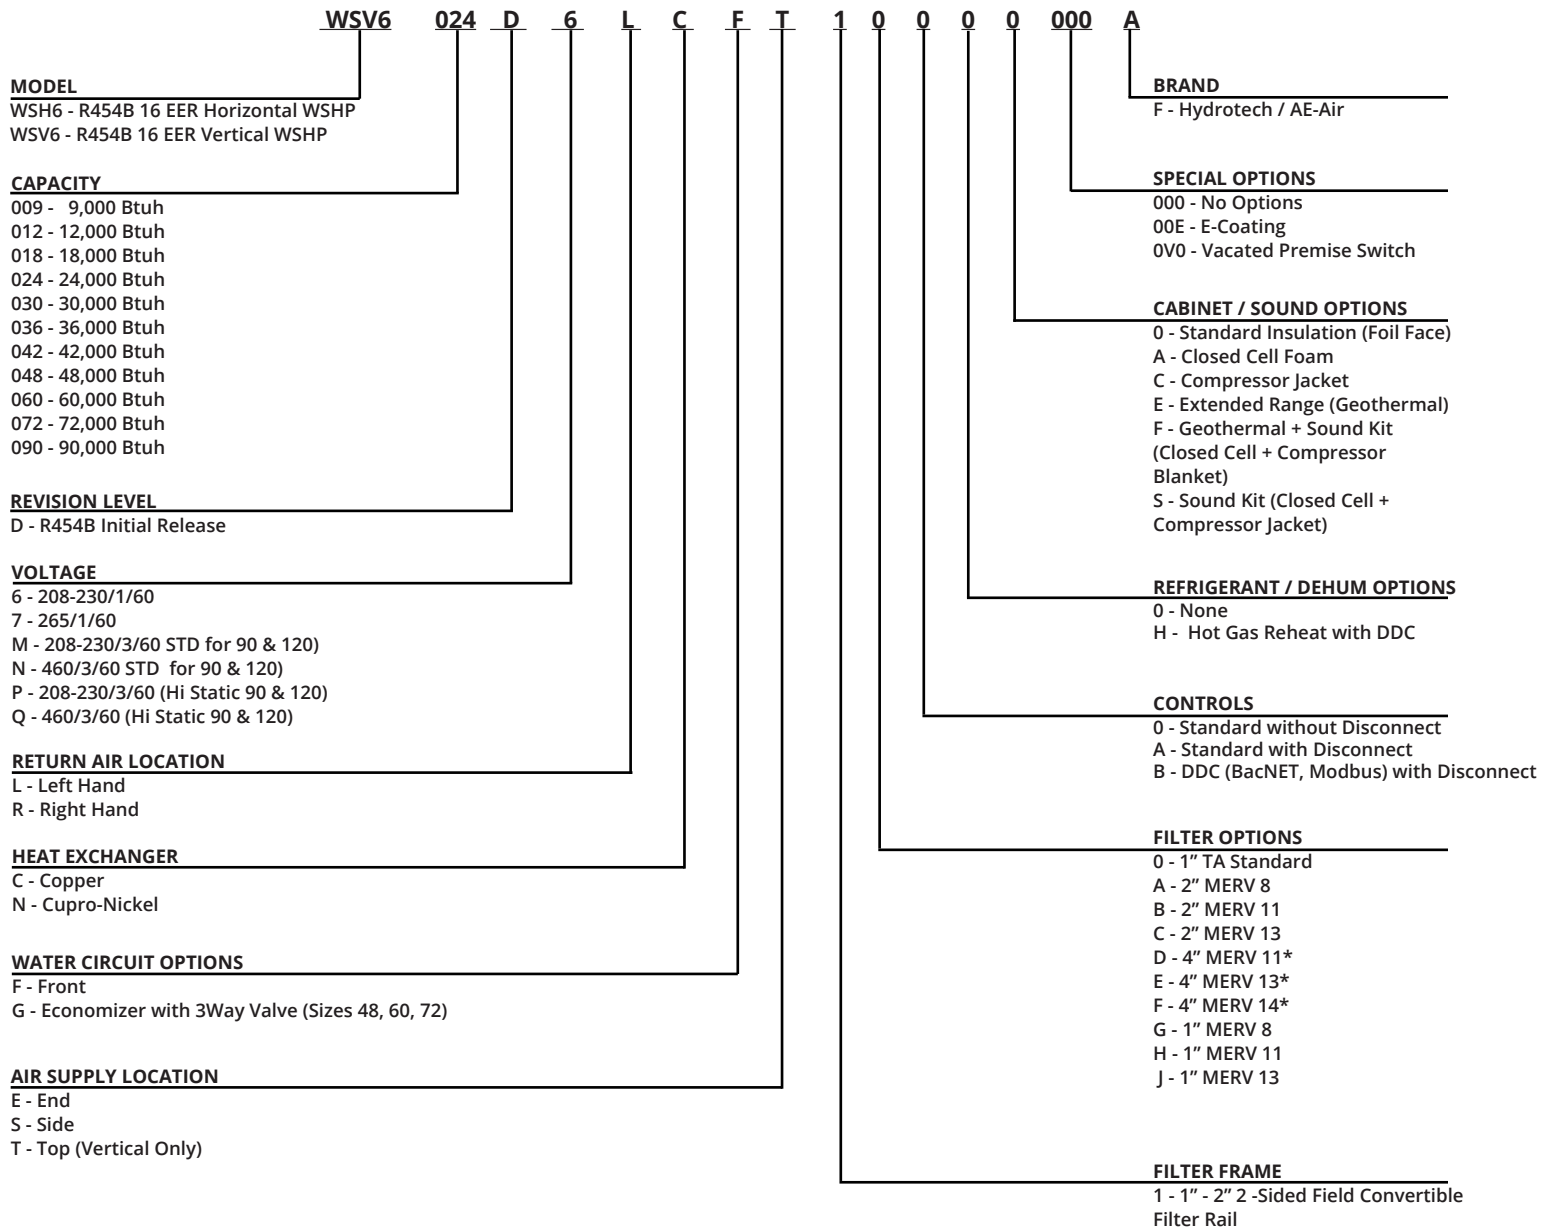 WSV6 024 D 6 L C F T 1 0 0 0 0 000 A
MODEL
WSH6 - R454B 16 EER Horizontal WSHP
WSV6 - R454B 16 EER Vertical WSHP
CAPACITY
009 - 9,000 Btuh
012 - 12,000 Btuh
018 - 18,000 Btuh
024 - 24,000 Btuh
030 - 30,000 Btuh
036 - 36,000 Btuh
042 - 42,000 Btuh
048 - 48,000 Btuh
060 - 60,000 Btuh
072 - 72,000 Btuh
090 - 90,000 Btuh
REVISION LEVEL
D - R454B Initial Release
VOLTAGE
6 - 208-230/1/60
7 - 265/1/60
M - 208-230/3/60 STD for 90 & 120)
N - 460/3/60 STD for 90 & 120)
P - 208-230/3/60 (Hi Static 90 & 120)
Q - 460/3/60 (Hi Static 90 & 120)
RETURN AIR LOCATION
L - Left Hand
R - Right Hand
HEAT EXCHANGER
C - Copper
N - Cupro-Nickel
WATER CIRCUIT OPTIONS
F - Front
G - Economizer with 3Way Valve (Sizes 48, 60, 72)
AIR SUPPLY LOCATION
E - End
S - Side
T - Top (Vertical Only)
BRAND
F - Hydrotech / AE-Air
SPECIAL OPTIONS
000 - No Options
00E - E-Coating
0V0 - Vacated Premise Switch
CABINET / SOUND OPTIONS
0 - Standard Insulation (Foil Face)
A - Closed Cell Foam
C - Compressor Jacket
E - Extended Range (Geothermal)
F - Geothermal + Sound Kit
(Closed Cell + Compressor
Blanket)
S - Sound Kit (Closed Cell +
Compressor Jacket)
REFRIGERANT / DEHUM OPTIONS
0 - None
H - Hot Gas Reheat with DDC
CONTROLS
0 - Standard without Disconnect
A - Standard with Disconnect
B - DDC (BacNET, Modbus) with Disconnect
FILTER OPTIONS
0 - 1” TA Standard
A - 2” MERV 8
B - 2” MERV 11
C - 2” MERV 13
D - 4” MERV 11*
E - 4” MERV 13*
F - 4” MERV 14*
G - 1” MERV 8
H - 1” MERV 11
J - 1” MERV 13
FILTER FRAME
1 - 1” - 2” 2 -Sided Field Convertible
Filter Rail